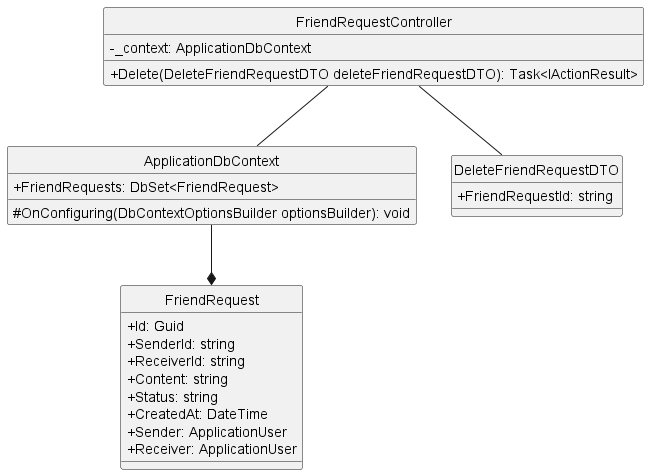 FriendRequestController
-_context: ApplicationDbContext
+Delete(DeleteFriendRequestDTO deleteFriendRequestDTO): Task<IActionResult>
ApplicationDbContext
+FriendRequests: DbSet<FriendRequest>
#OnConfiguring(DbContextOptionsBuilder optionsBuilder): void
DeleteFriendRequestDTO
+FriendRequestId: string
FriendRequest
+Id: Guid
+SenderId: string
+ReceiverId: string
+Content: string
+Status: string
+CreatedAt: DateTime
+Sender: ApplicationUser
+Receiver: ApplicationUser